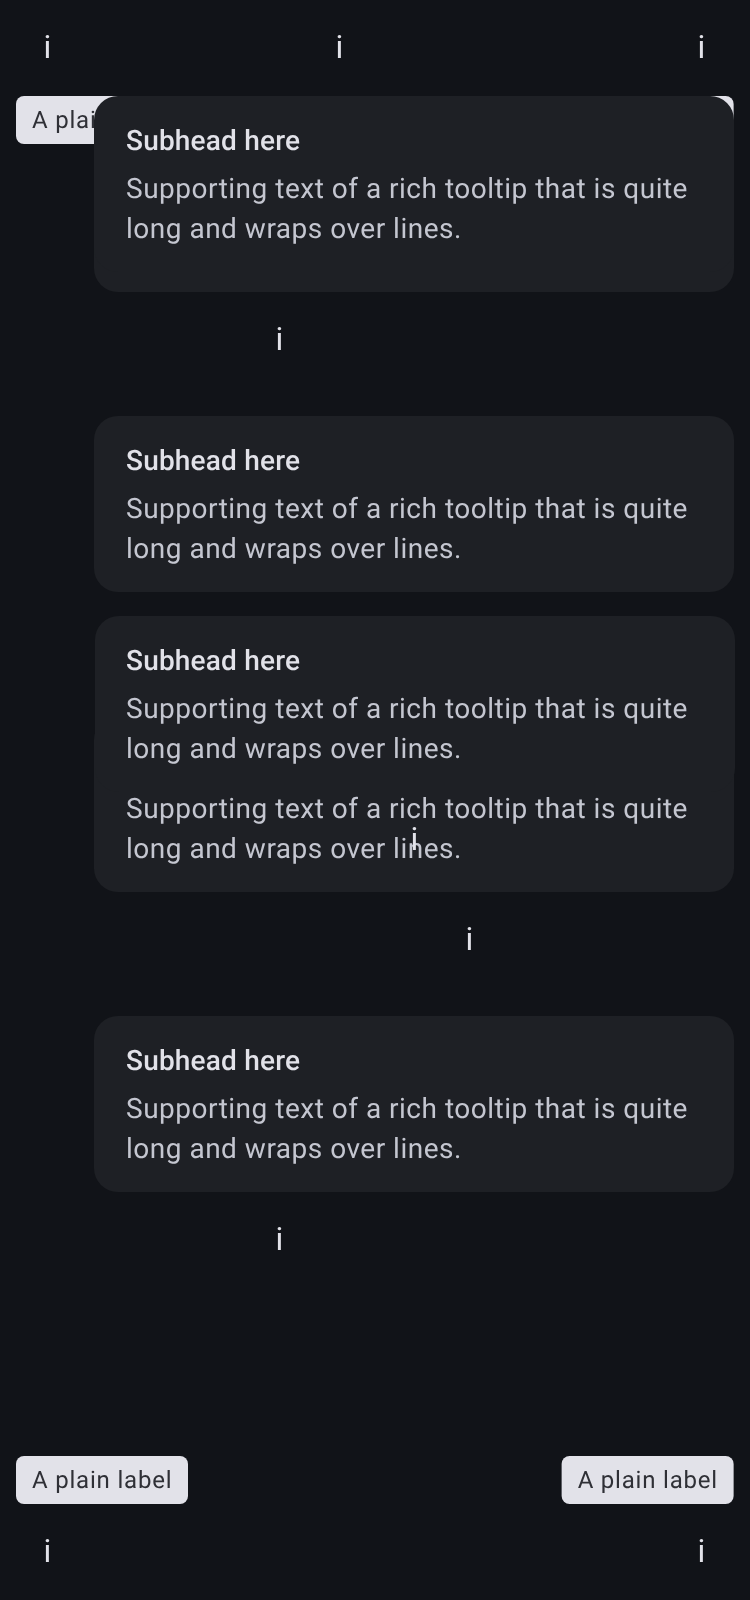 i i i
A plai
Subhead here
Supporting text of a rich tooltip that is quite
long and wraps over lines.
i
Subhead here
Supporting text of a rich tooltip that is quite
long and wraps over lines.
Subhead here
Supporting text of a rich tooltip that is quite
long and wraps over lines.
Supporting text of a rich tooltip that is quite
long and wraps over lines.
i
i
Subhead here
Supporting text of a rich tooltip that is quite
long and wraps over lines.
i
A plain label A plain label
i i